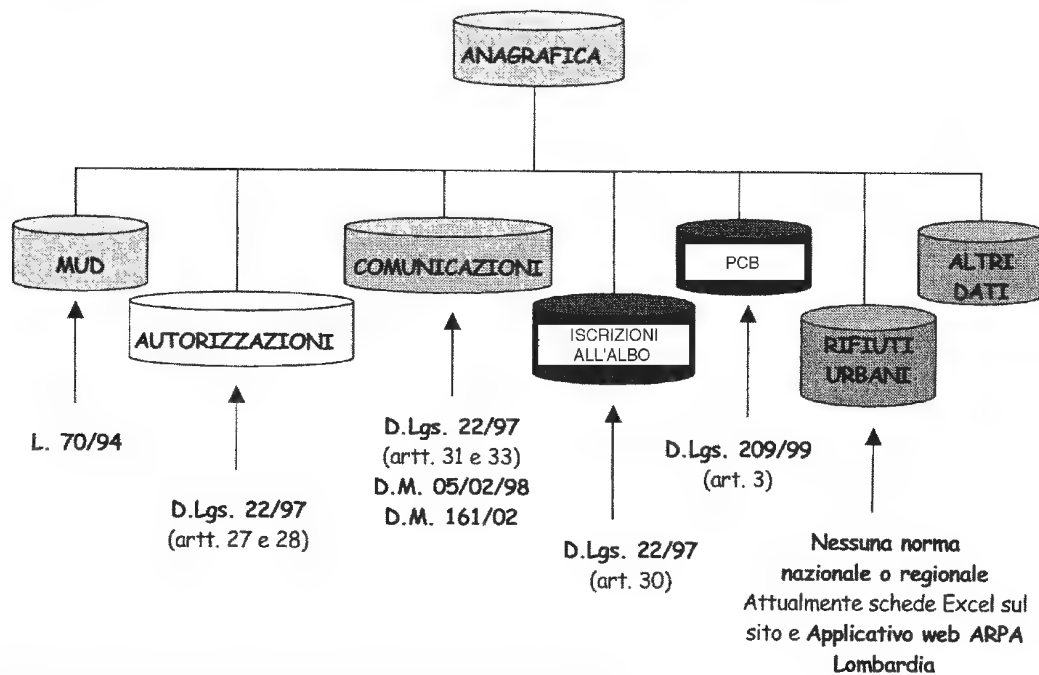 ANAGRAFICA
MUD
AUTORIZZAZIONI
COMUNICAZIONI
ISCRIZIONI
ALL'ALBO
PCB
RIFIUTI
URBANI
ALTRI
DATI
L. 70/94
D.Lgs. 22/97
(artt. 27 e 28)
D.Lgs. 22/97
(artt. 31 e 33)
D.M. 05/02/98
D.M. 161/02
D.Lgs. 22/97
(art. 30)
D.Lgs. 209/99
(art. 3)
Nessuna norma
nazionale o regionale
Attualmente schede Excel sul
sito e Applicativo web ARPA
Lombardia